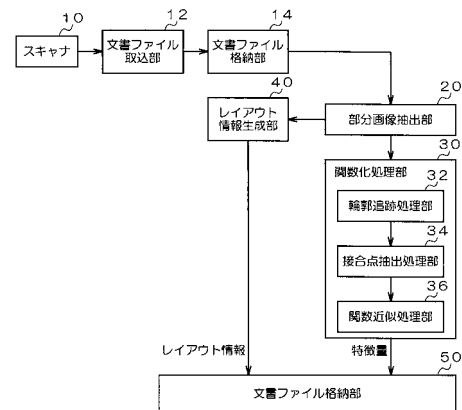 10
スキャナ
12
文書ファイル
取込部
14
文書ファイル
格納部
40
レイアウト
情報生成部
20
部分画像抽出部
30
関数化処理部
32
輪郭追跡処理部
34
接合点抽出処理部
36
関数近似処理部
レイアウト情報
特徴量
50
文書ファイル格納部